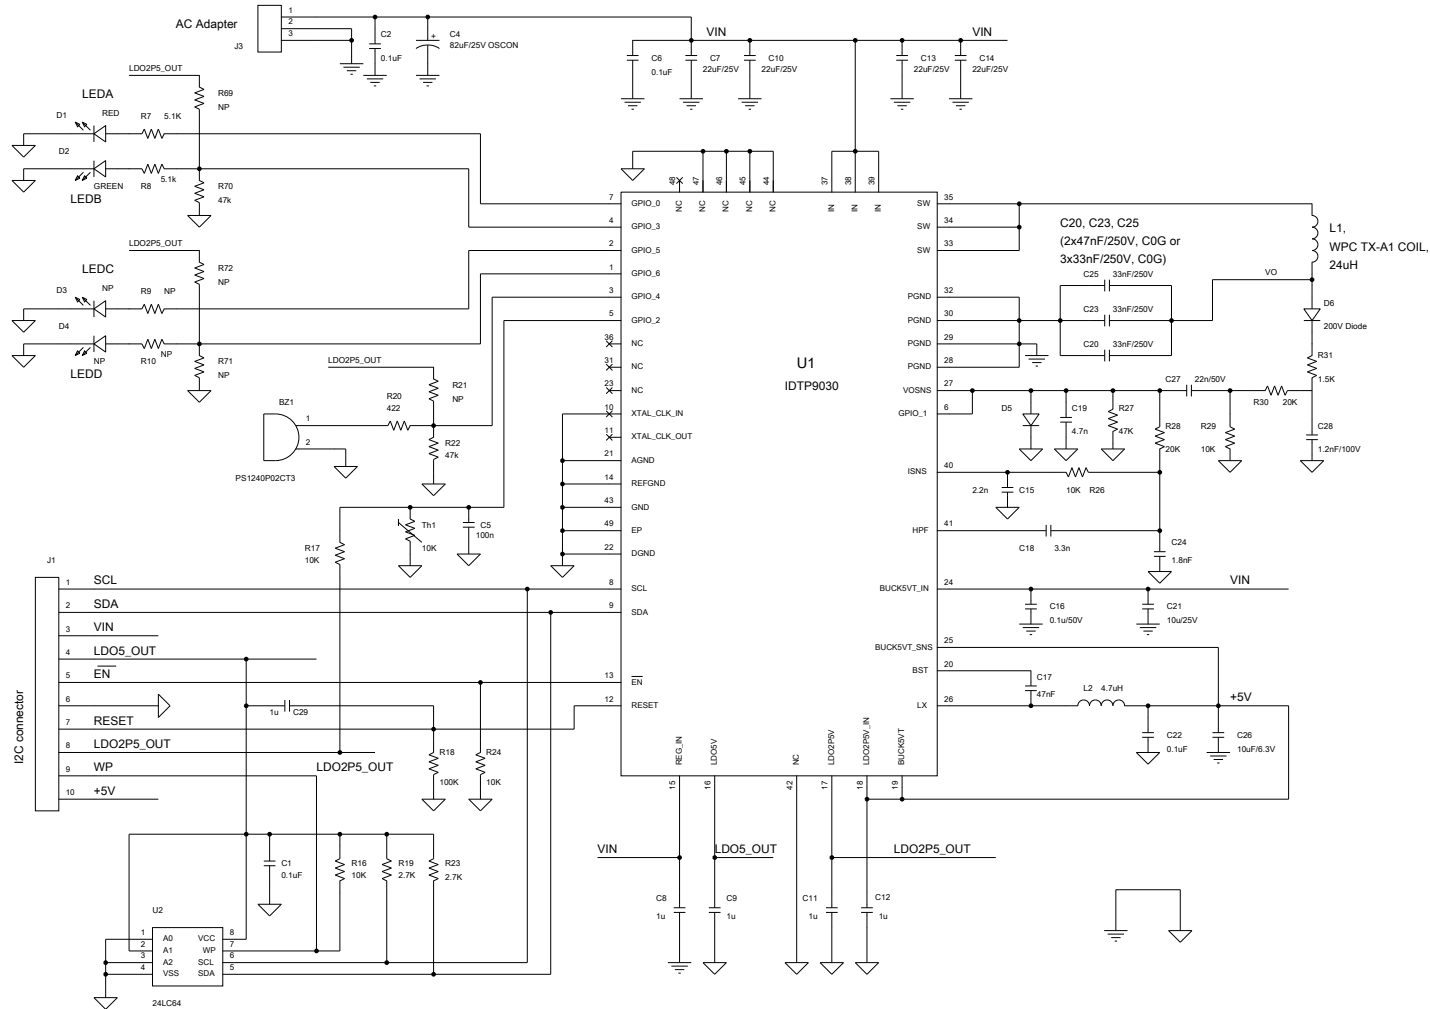 AC Adapter
J3
1
2
3
C2
0.1uF
C4
+
82uF/25V OSCON
VIN
VIN
C6
0.1uF
C7
22uF/25V
C10
22uF/25V
C13
22uF/25V
C14
22uF/25V
LDO2P5_OUT
LEDA
D1
RED
R7
5.1K
R69
NP
D2
GREEN
R8
5.1k
LEDB
R70
47k
LDO2P5_OUT
LEDC
D3
NP
R9
NP
R72
NP
D4
NP
R10
NP
LEDD
R71
NP
LDO2P5_OUT
BZ1
1
2
PS1240P02CT3
R20
422
R21
NP
R22
47k
R17
10K
Th1
10K
C5
100n
U1
IDTP9030
7
GPIO_0
4
GPIO_3
2
GPIO_5
1
GPIO_6
3
GPIO_4
5
GPIO_2
36
NC
31
NC
23
NC
10
XTAL_CLK_IN
11
XTAL_CLK_OUT
21
AGND
14
REFGND
43
GND
49
EP
22
DGND
8
SCL
9
SDA
13
EN
12
RESET
48
NC
47
NC
46
NC
45
NC
44
NC
37
IN
38
IN
39
IN
SW
35
SW
34
SW
33
PGND
32
PGND
30
PGND
29
PGND
28
VOSNS
27
GPIO_1
6
ISNS
40
HPF
41
BUCK5VT_IN
24
BUCK5VT_SNS
25
BST
20
LX
26
REG_IN
15
LDO5V
16
NC
42
LDO2P5V
17
LDO2P5V_IN
18
BUCK5VT
19
C20, C23, C25
(2x47nF/250V, C0G or
3x33nF/250V, C0G)
C25
33nF/250V
C23
33nF/250V
C20
33nF/250V
L1,
WPC TX-A1 COIL,
24uH
VO
D6
200V Diode
R31
1.5K
C27
22n/50V
R30
20K
D5
C19
4.7n
R27
47K
R28
20K
R29
10K
C28
1.2nF/100V
2.2n
C15
10K
R26
C18
3.3n
C24
1.8nF
VIN
C16
0.1u/50V
C21
10u/25V
C17
47nF
L2
4.7uH
+5V
C22
0.1uF
C26
10uF/6.3V
J1
I2C connector
1
SCL
2
SDA
3
VIN
4
LDO5_OUT
5
EN
6
7
RESET
8
LDO2P5_OUT
9
WP
10
+5V
1u
C29
LDO2P5_OUT
R18
100K
R24
10K
C1
0.1uF
R16
10K
R19
2.7K
R23
2.7K
U2
1
A0
2
A1
3
A2
4
VSS
VCC
8
WP
7
SCL
6
SDA
5
24LC64
VIN
LDO5_OUT
LDO2P5_OUT
C8
1u
C9
1u
C11
1u
C12
1u